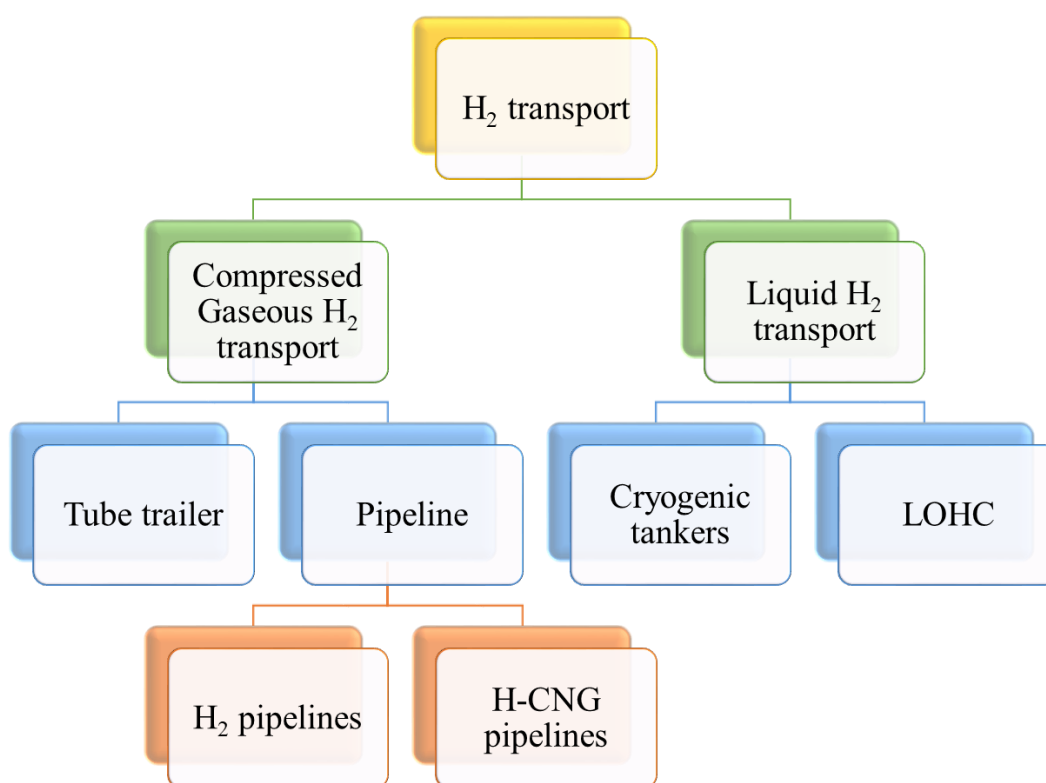 H₂ transport
Compressed
Gaseous H₂
transport
Liquid H₂
transport
Tube trailer
Pipeline
Cryogenic
tankers
LOHC
H₂ pipelines
H-CNG
pipelines